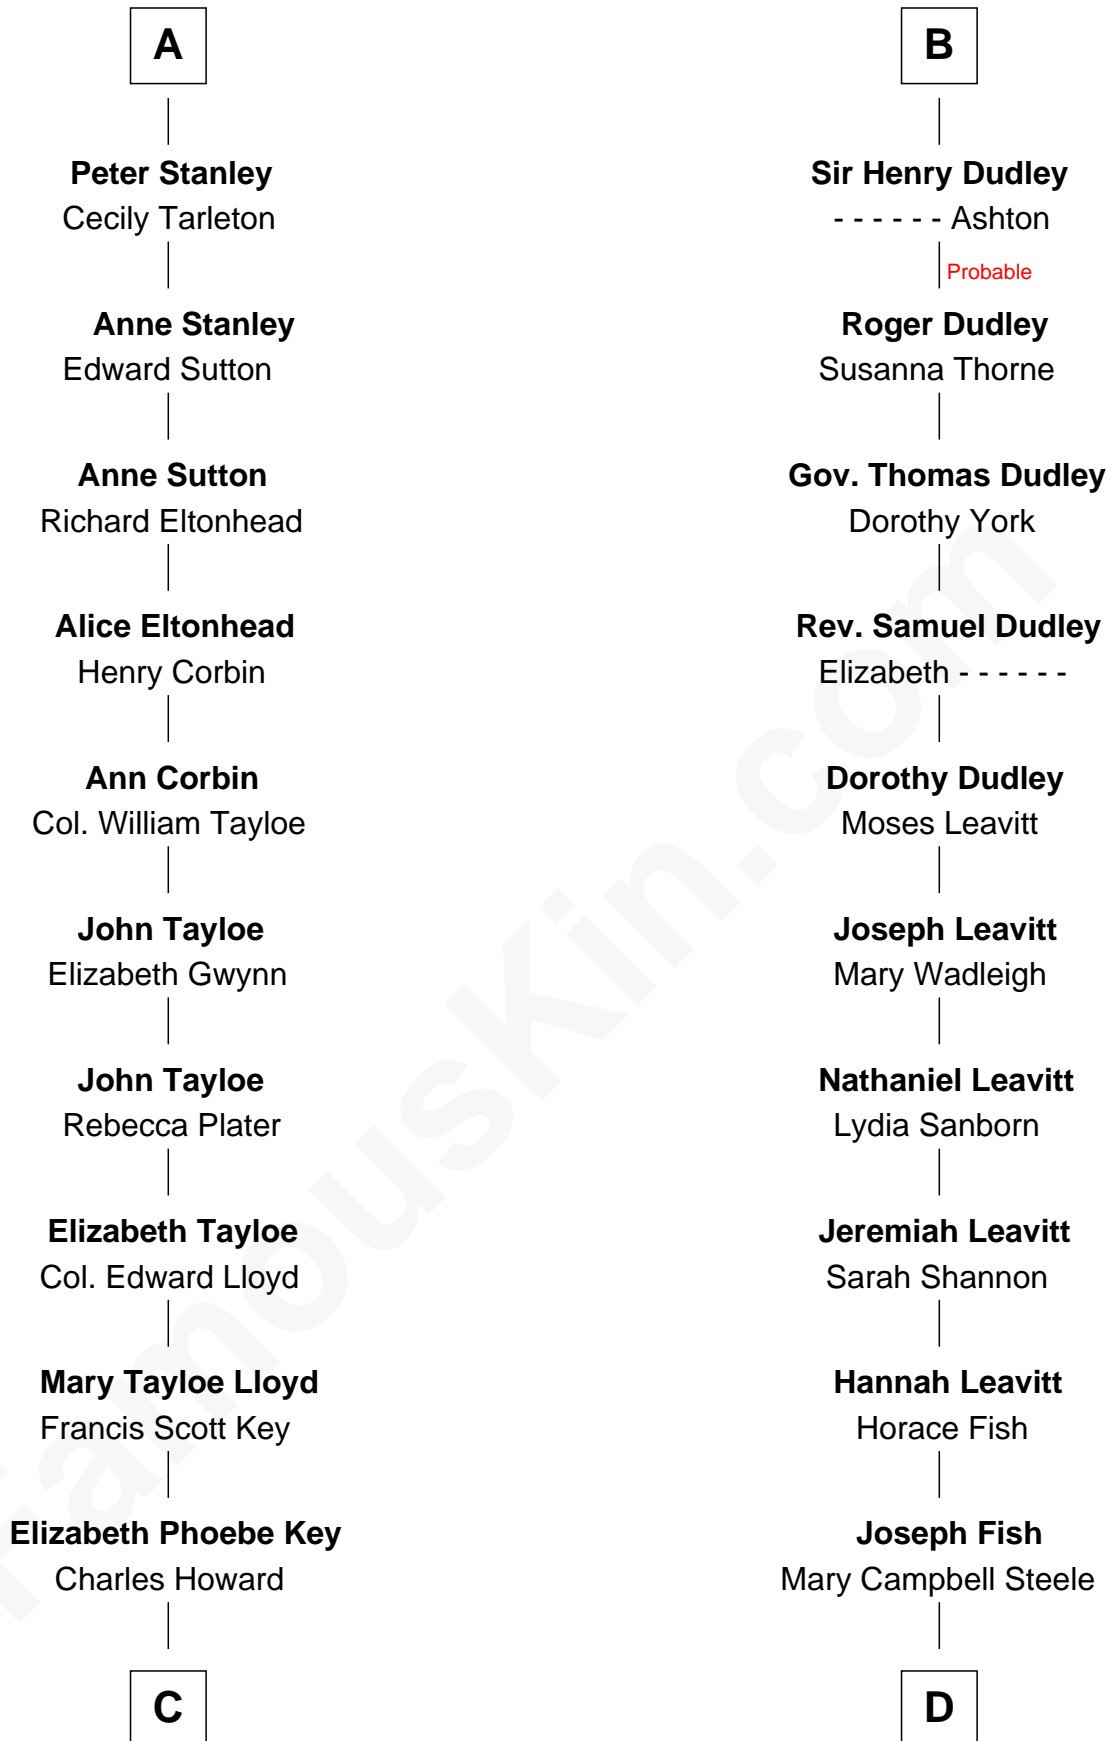 A
Peter Stanley
Cecily Tarleton
Anne Stanley
Edward Sutton
Anne Sutton
Richard Eltonhead
Alice Eltonhead
Henry Corbin
Ann Corbin
Col. William Tayloe
John Tayloe
Elizabeth Gwynn
John Tayloe
Rebecca Plater
Elizabeth Tayloe
Col. Edward Lloyd
Mary Tayloe Lloyd
Francis Scott Key
Elizabeth Phoebe Key
Charles Howard
C
B
Sir Henry Dudley
- - - - - - Ashton
Probable
Roger Dudley
Susanna Thorne
Gov. Thomas Dudley
Dorothy York
Rev. Samuel Dudley
Elizabeth - - - - - -
Dorothy Dudley
Moses Leavitt
Joseph Leavitt
Mary Wadleigh
Nathaniel Leavitt
Lydia Sanborn
Jeremiah Leavitt
Sarah Shannon
Hannah Leavitt
Horace Fish
Joseph Fish
Mary Campbell Steele
D
FamousKin.com